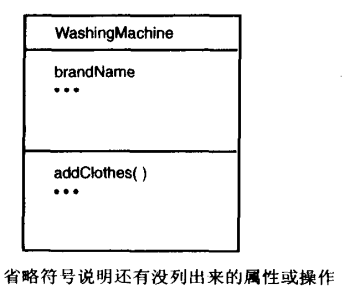 WashingMachine
brandName
•••
addClothes( )
•••
省略符号说明还有没列出来的属性或操作